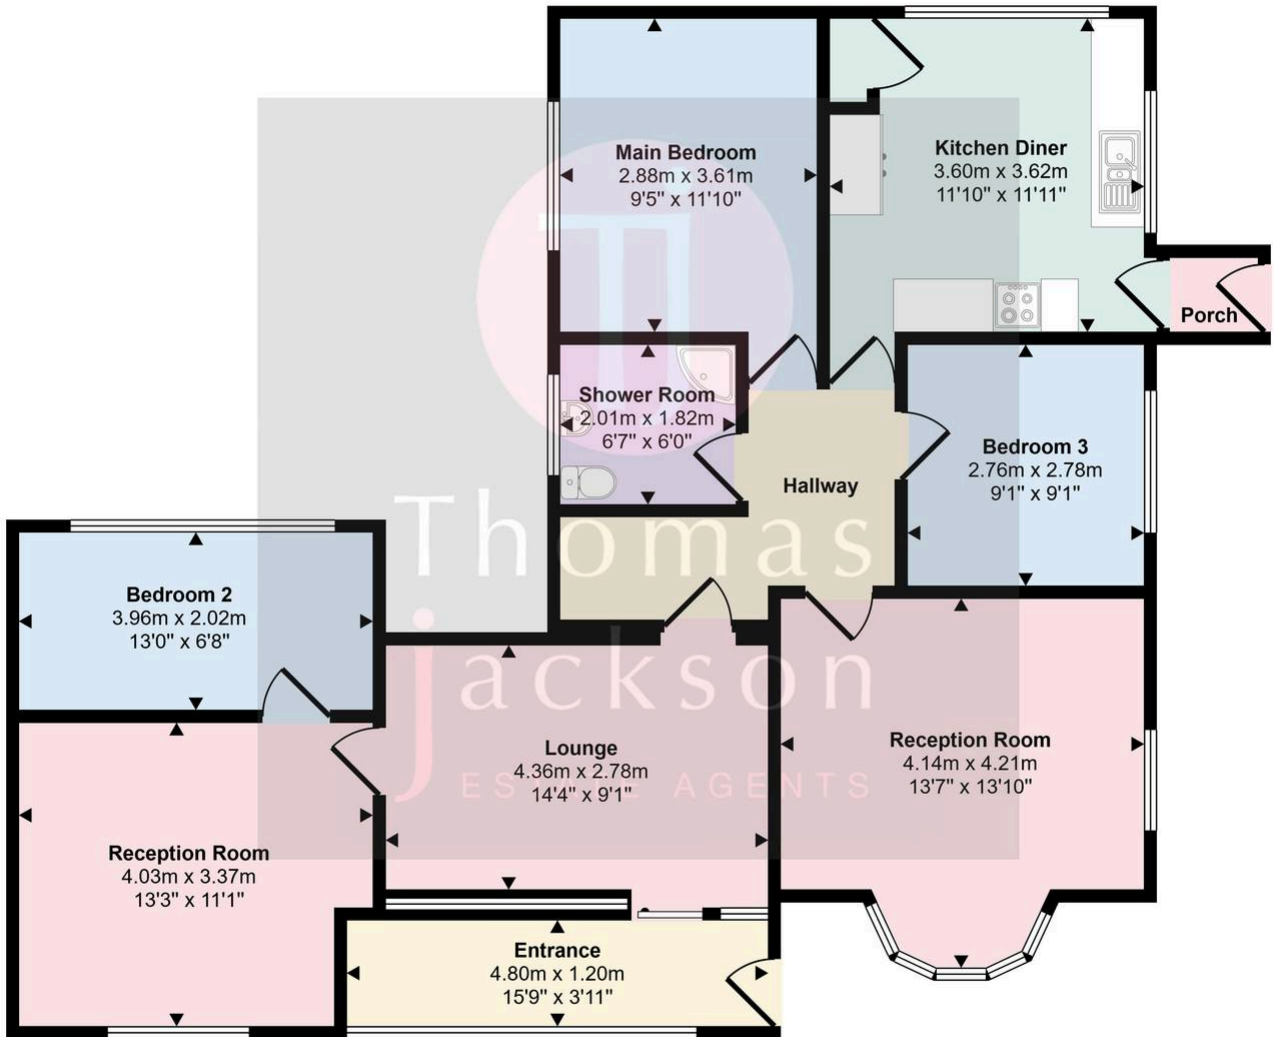 Main Bedroom
2.88m x 3.61m
9'5" x 11'10"
Kitchen Diner
3.60m x 3.62m
11'10" x 11'11"
Porch
Shower Room
2.01m x 1.82m
6'7" x 6'0"
Bedroom 3
2.76m x 2.78m
9'1" x 9'1"
Hallway
Thomas
jackson
ESTATE AGENTS
Bedroom 2
3.96m x 2.02m
13'0" x 6'8"
Lounge
4.36m x 2.78m
14'4" x 9'1"
Reception Room
4.14m x 4.21m
13'7" x 13'10"
Reception Room
4.03m x 3.37m
13'3" x 11'1"
Entrance
4.80m x 1.20m
15'9" x 3'11"